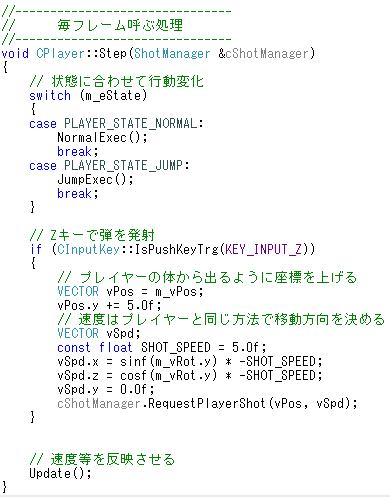 //-------------------------------
//      毎フレーム呼ぶ処理
//-------------------------------
void CPlayer::Step(ShotManager &cShotManager)
{
    // 状態に合わせて行動変化
    switch (m_eState)
    {
    case PLAYER_STATE_NORMAL:
        NormalExec();
        break;
    case PLAYER_STATE_JUMP:
        JumpExec();
        break;
    }

    // Zキーで弾を発射
    if (CInputKey::IsPushKeyTrg(KEY_INPUT_Z))
    {
        // プレイヤーの体から出るように座標を上げる
        VECTOR vPos = m_vPos;
        vPos.y += 5.0f;
        // 速度はプレイヤーと同じ方法で移動方向を決める
        VECTOR vSpd;
        const float SHOT_SPEED = 5.0f;
        vSpd.x = sinf(m_vRot.y) * -SHOT_SPEED;
        vSpd.z = cosf(m_vRot.y) * -SHOT_SPEED;
        vSpd.y = 0.0f;
        cShotManager.RequestPlayerShot(vPos, vSpd);
    }


    // 速度等を反映させる
    Update();
}